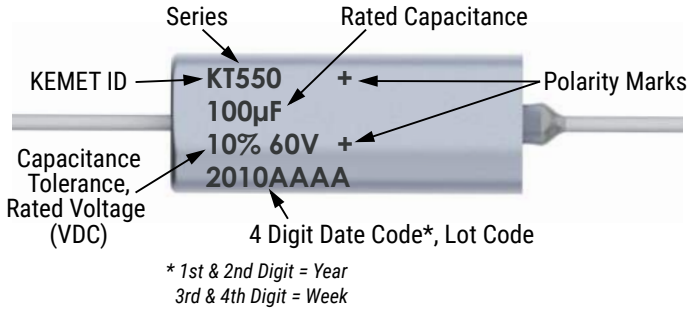 Series
Rated Capacitance
KEMET ID
KT550 +
Polarity Marks
100µF
10% 60V +
2010AAAA
Capacitance
Tolerance,
Rated Voltage
(VDC)
4 Digit Date Code*, Lot Code
* 1st & 2nd Digit = Year
3rd & 4th Digit = Week